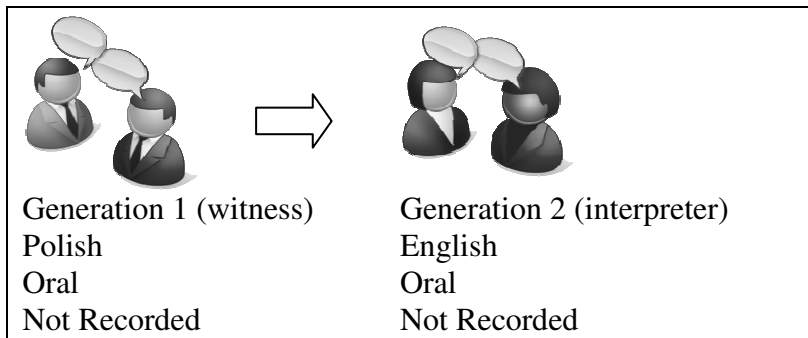 Generation 1 (witness)
Polish
Oral
Not Recorded
Generation 2 (interpreter)
English
Oral
Not Recorded